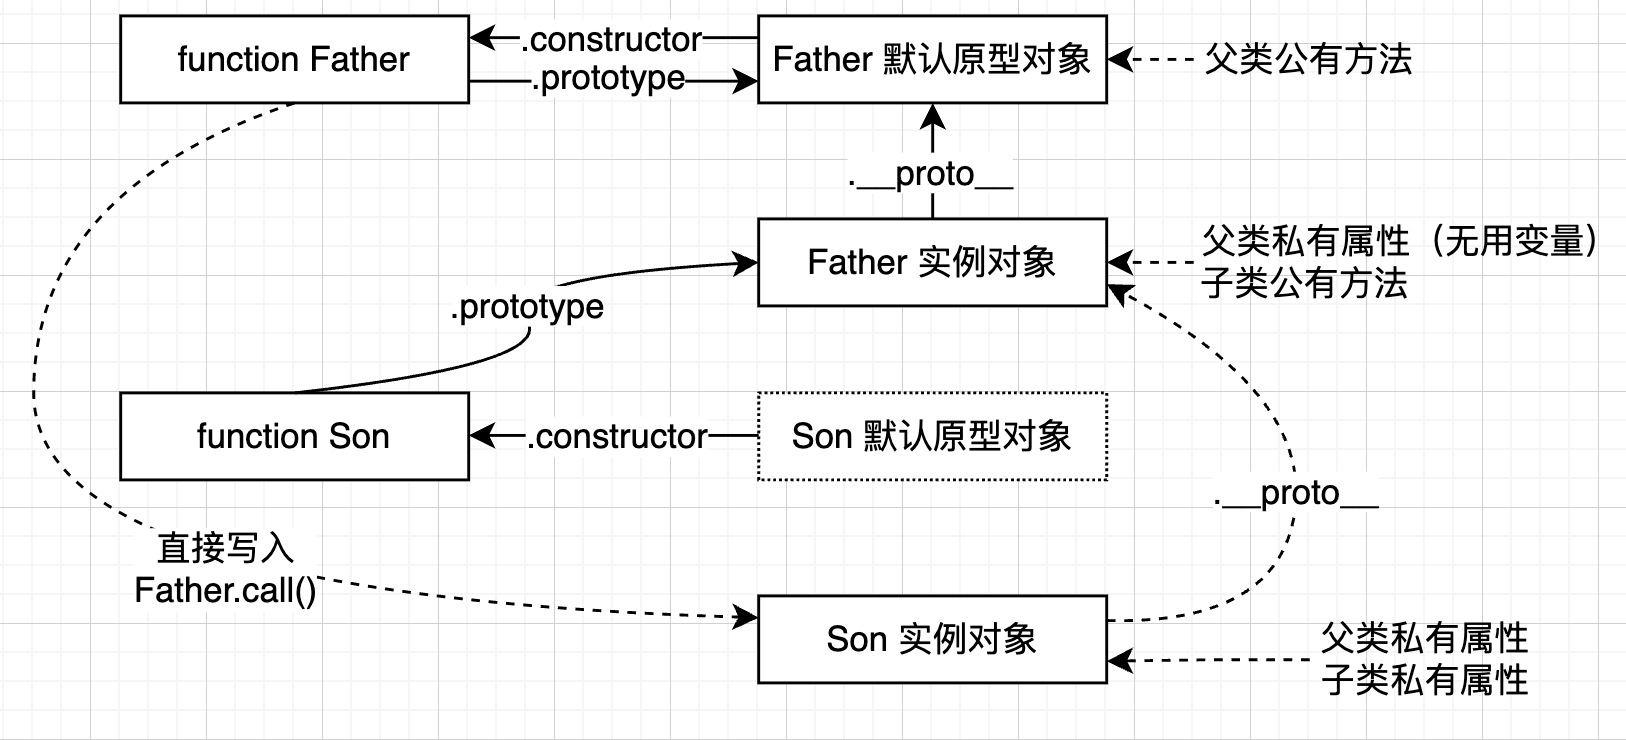 function Father
.constructor
.prototype
Father 默认原型对象
父类公有方法
.__proto__
Father 实例对象
父类私有属性（无用变量）
子类公有方法
.prototype
function Son
.constructor
Son 默认原型对象
.__proto__
直接写入
Father.call()
Son 实例对象
父类私有属性
子类私有属性